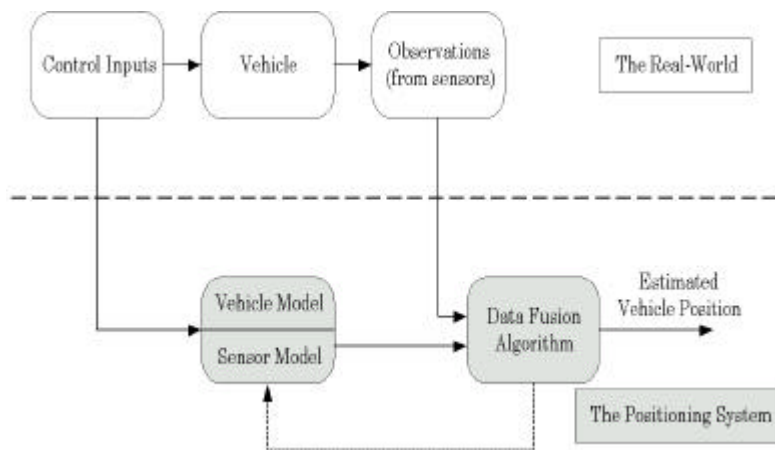 Control Inputs
Vehicle
Observations
(from sensors)
The Real-World
Vehicle Model
Sensor Model
Data Fusion
Algorithm
Estimated
Vehicle Position
The Positioning System